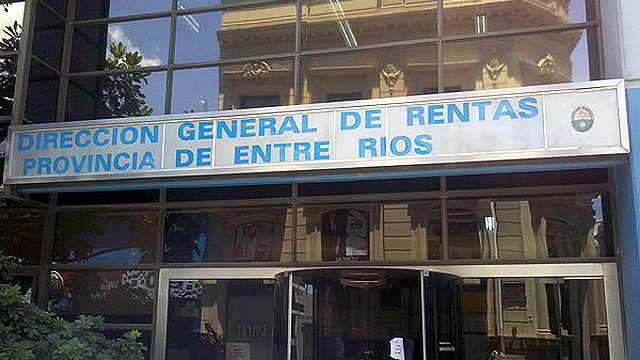 DIRECCION GENERAL DE RENTAS
PROVINCIA DE ENTRE RIOS